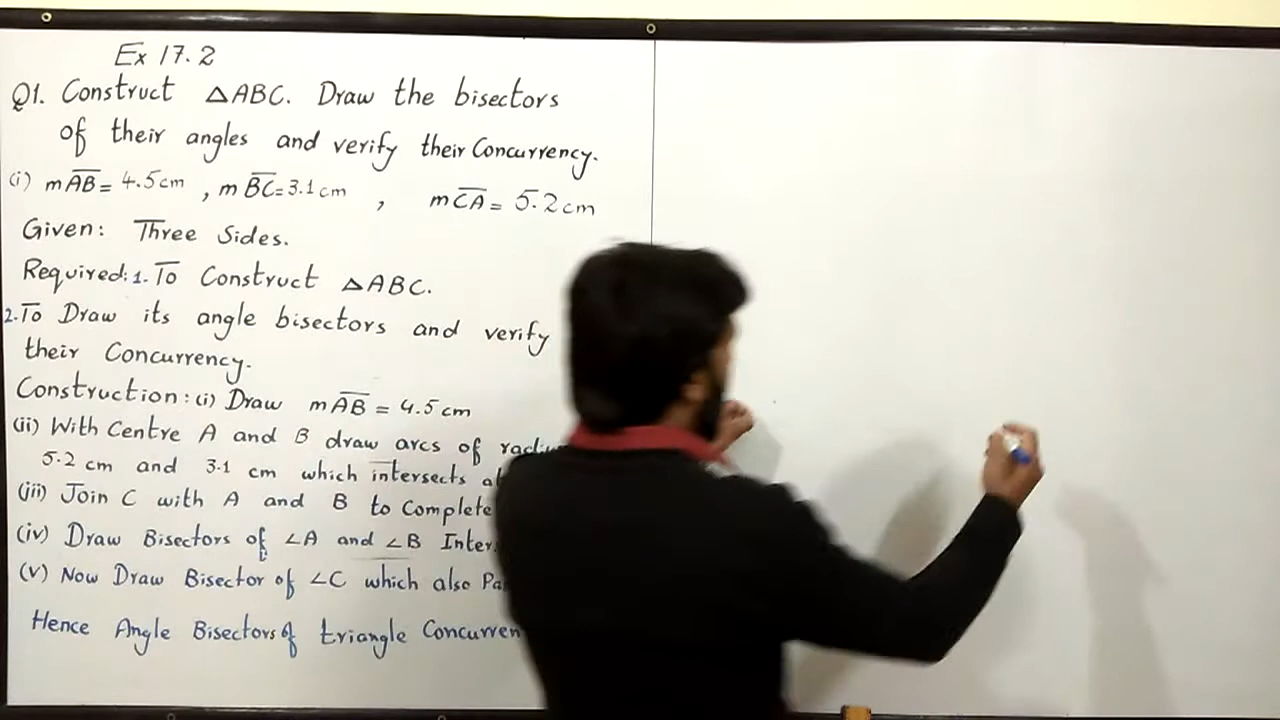 Ex 17.2
Q1. Construct △ABC. Draw the bisectors
of their angles and verify their Concurrency.
(i) mAB = 4.5 cm , mBC = 3.1 cm , mCA = 5.2 cm
Given: Three Sides.
Required: 1. To Construct △ABC.
2. To Draw its angle bisectors and verify
their Concurrency.
Construction: (i) Draw mAB = 4.5 cm
(ii) With Centre A and B draw arcs of
5.2 cm and 3.1 cm which intersects
(iii) Join C with A and B to Complete
(iv) Draw Bisectors of ∠A and ∠B
(v) Now Draw Bisector of ∠C which also
Hence Angle Bisectors of triangle